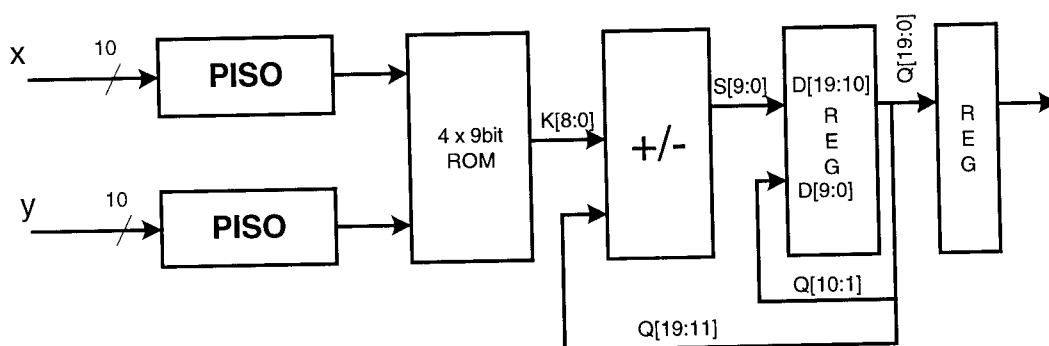 x
10
PISO
y
10
PISO
4 x 9bit
ROM
K[8:0]
+/-
S[9:0]
D[19:10]
R
E
G
D[9:0]
Q[19:0]
R
E
G
Q[10:1]
Q[19:11]